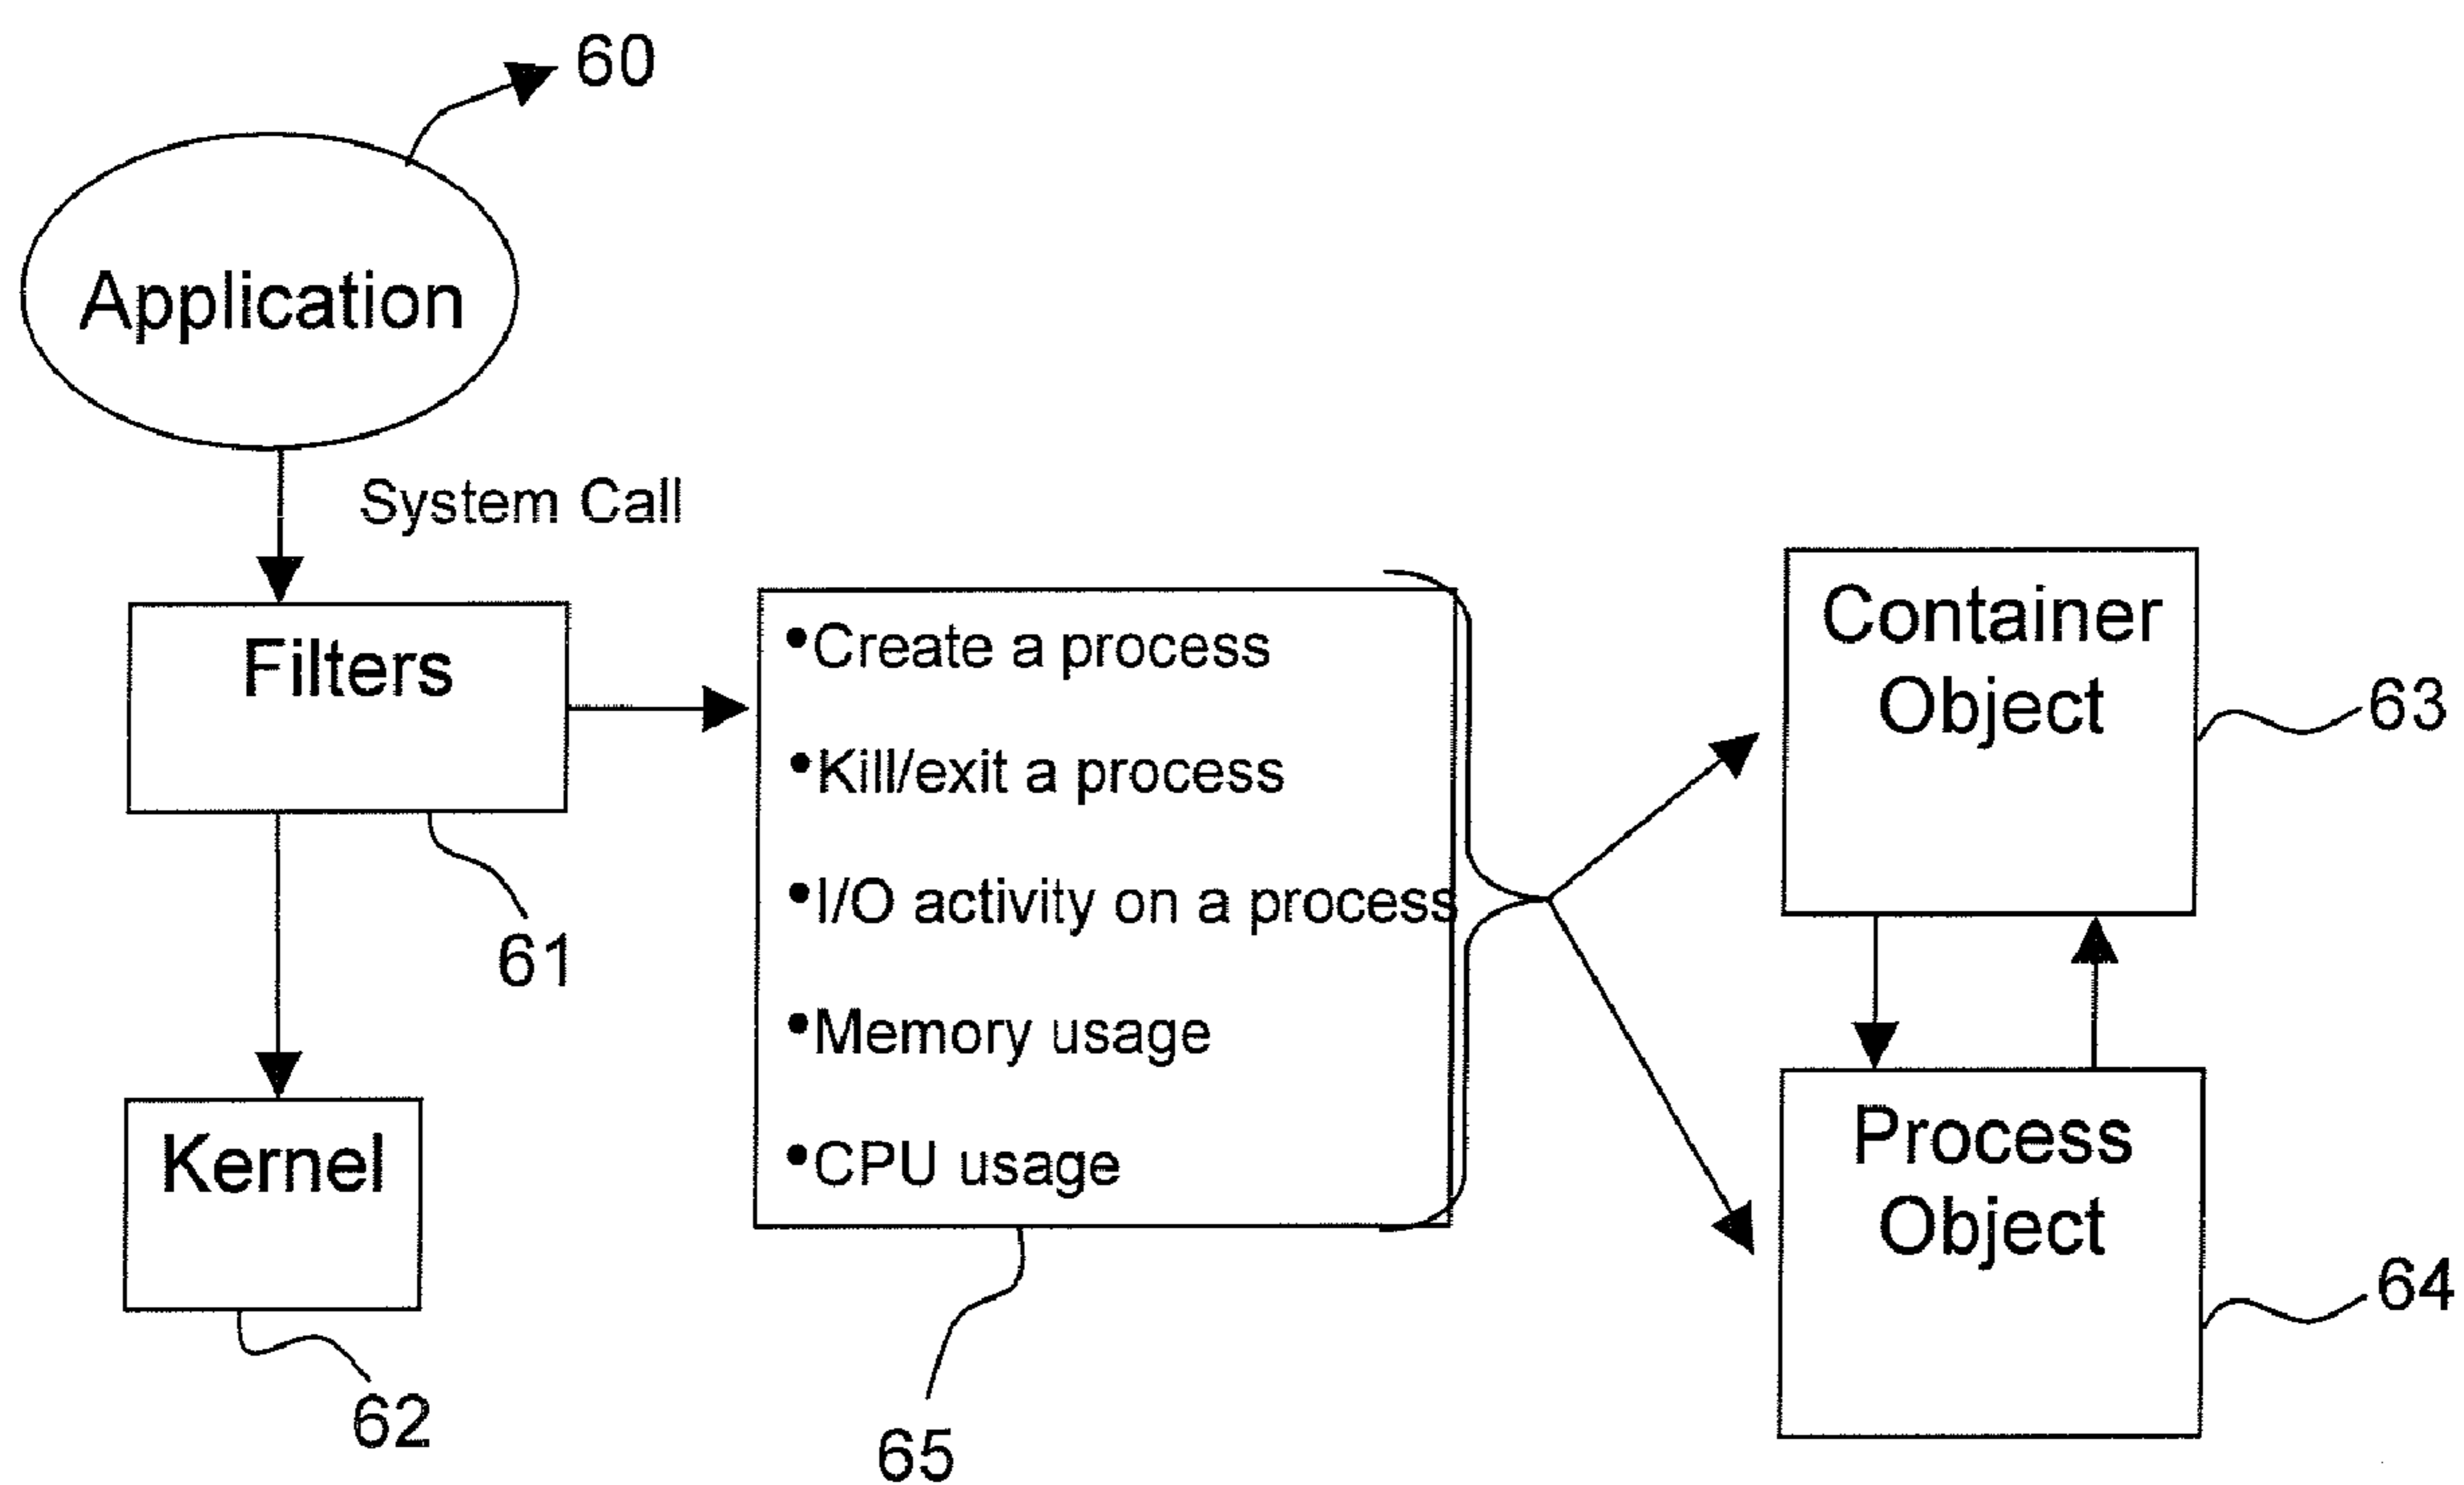 60
Application
System Call
Filters
61
Kernel
62
•Create a process
•Kill/exit a process
•I/O activity on a process
•Memory usage
•CPU usage
65
Container
Object
63
Process
Object
64